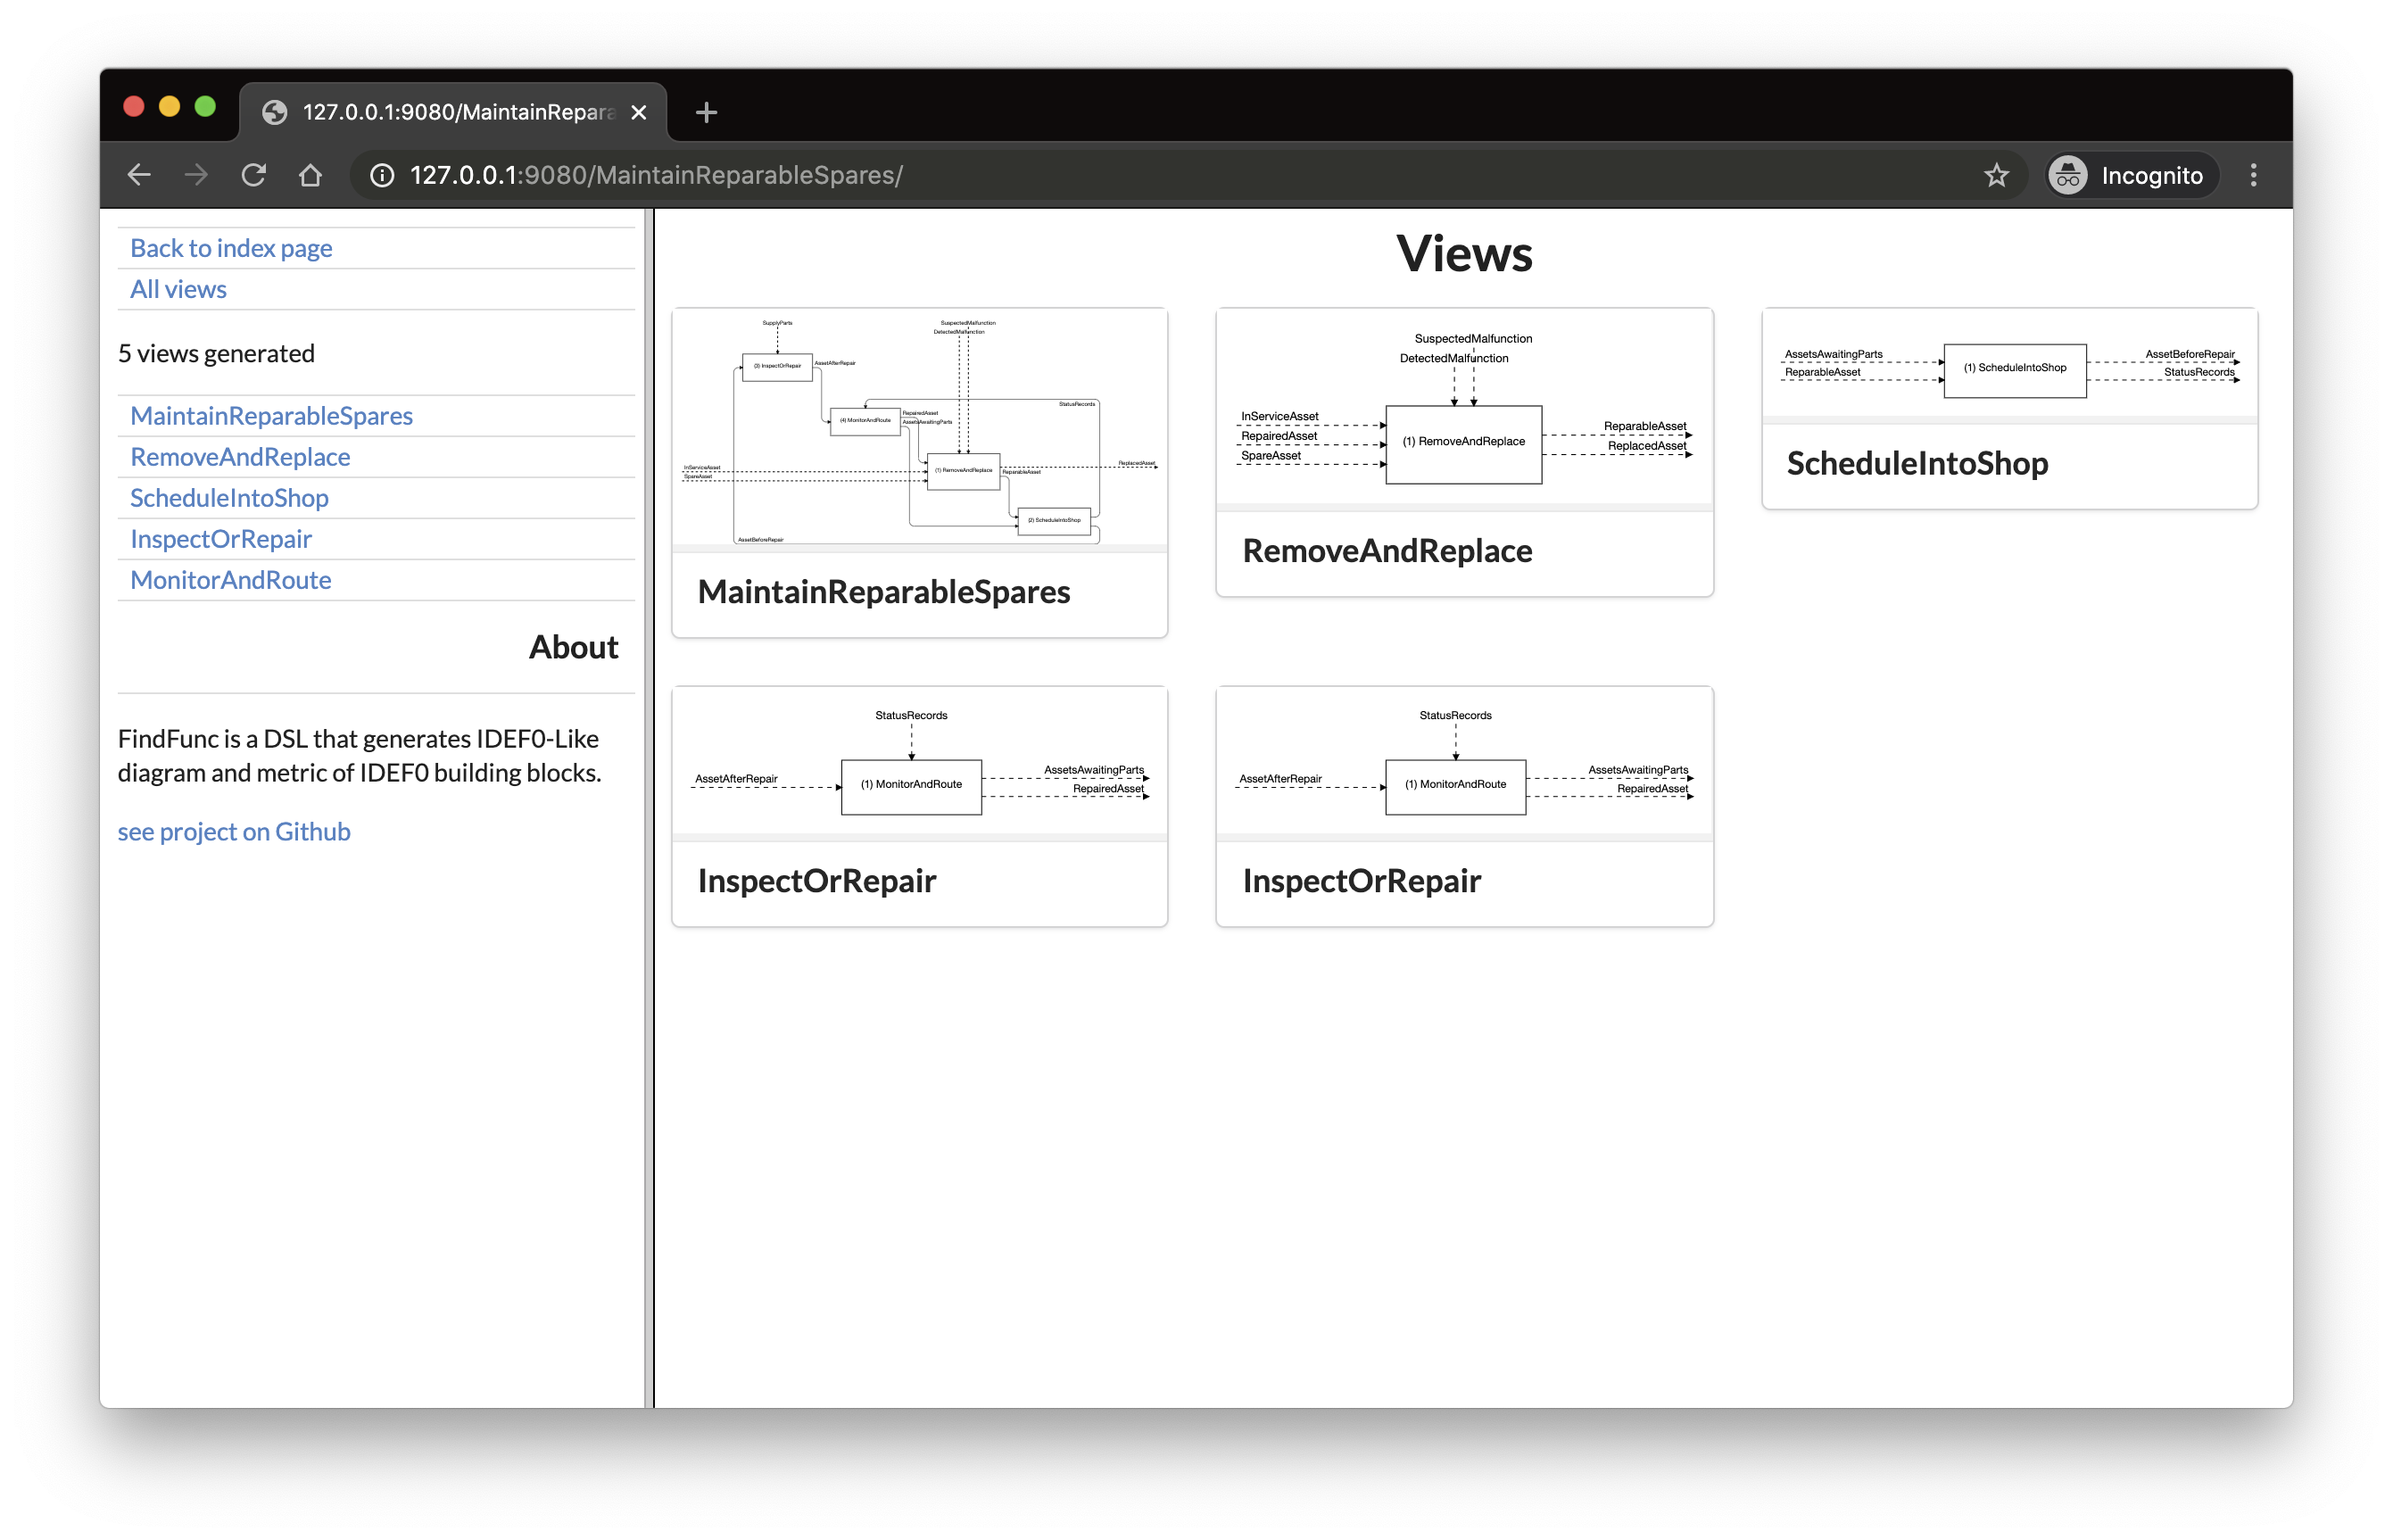 127.0.0.1:9080/MaintainRepara
127.0.0.1:9080/MaintainReparableSpares/
Incognito
Back to index page
All views
5 views generated
MaintainReparableSpares
RemoveAndReplace
ScheduleIntoShop
InspectOrRepair
MonitorAndRoute
About
FindFunc is a DSL that generates IDEF0-Like
diagram and metric of IDEF0 building blocks.
see project on Github
Views
SupplyParts
SuspectedMalfunction
DetectedMalfunction
(3) InspectOrRepair
AssetAfterRepair
StatusRecords
(4) MonitorAndRoute
RepairedAsset
AssetsAwaitingParts
InServiceAsset
SpareAsset
(1) RemoveAndReplace
ReparableAsset
ReplacedAsset
(2) ScheduleIntoShop
AssetBeforeRepair
MaintainReparableSpares
SuspectedMalfunction
DetectedMalfunction
InServiceAsset
RepairedAsset
SpareAsset
(1) RemoveAndReplace
ReparableAsset
ReplacedAsset
RemoveAndReplace
AssetsAwaitingParts
ReparableAsset
(1) ScheduleIntoShop
AssetBeforeRepair
StatusRecords
ScheduleIntoShop
StatusRecords
AssetAfterRepair
(1) MonitorAndRoute
AssetsAwaitingParts
RepairedAsset
InspectOrRepair
StatusRecords
AssetAfterRepair
(1) MonitorAndRoute
AssetsAwaitingParts
RepairedAsset
InspectOrRepair